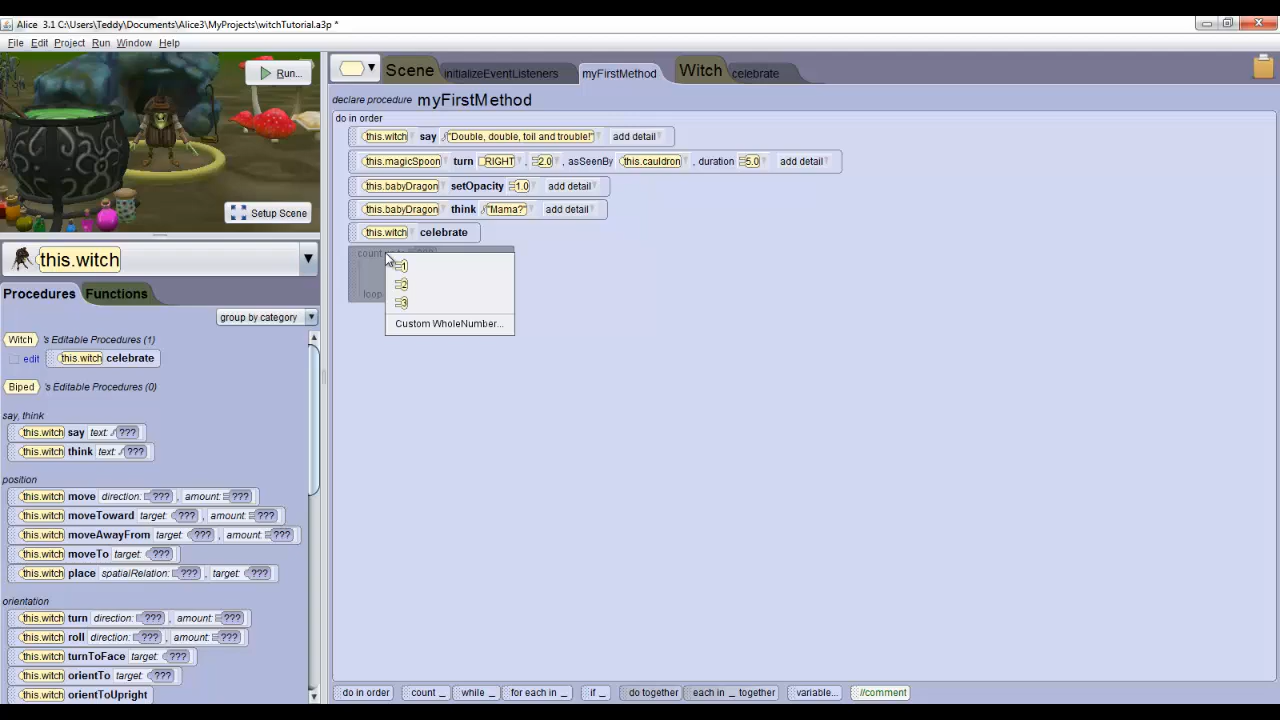 Alice 3.1 C:\Users\Teddy\Documents\Alice3\MyProjects\witchTutorial.a3p *
File Edit Project Run Window Help
Run...
Setup Scene
Scene initializeEventListeners myFirstMethod Witch celebrate
declare procedure myFirstMethod
do in order
this.witch say "Double, double, toil and trouble!" add detail
this.magicSpoon turn RIGHT , 2.0 , asSeenBy this.cauldron , duration 5.0 add detail
this.babyDragon setOpacity 1.0 add detail
this.babyDragon think "Mama?" add detail
this.witch celebrate
loop
1
2
3
Custom WholeNumber...
this.witch
Procedures Functions
group by category
Witch 's Editable Procedures (1)
edit this.witch celebrate
Biped 's Editable Procedures (0)
say, think
this.witch say text: ???
this.witch think text: ???
position
this.witch move direction: ??? , amount: ???
this.witch moveToward target: ??? , amount: ???
this.witch moveAwayFrom target: ??? , amount: ???
this.witch moveTo target: ???
this.witch place spatialRelation: ??? , target: ???
orientation
this.witch turn direction: ??? , amount: ???
this.witch roll direction: ??? , amount: ???
this.witch turnToFace target: ???
this.witch orientTo target: ???
this.witch orientToUpright
do in order count _ while _ for each in _ if _ do together each in _ together variable... //comment